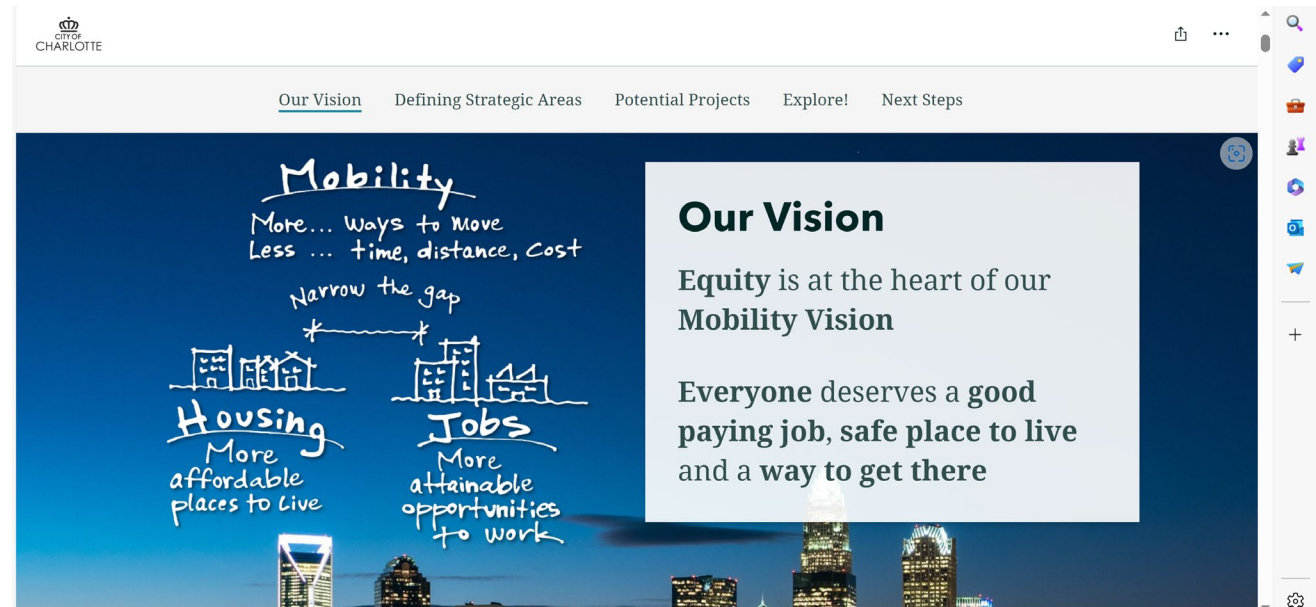 CITY OF
CHARLOTTE
Our Vision
Defining Strategic Areas
Potential Projects
Explore!
Next Steps
Mobility
More... Ways to Move
Less ... time, distance, Cost
Narrow the gap
Housing
More
affordable
places to Live
Jobs
More
attainable
opportunities
to work
Our Vision
Equity is at the heart of our
Mobility Vision
Everyone deserves a good
paying job, safe place to live
and a way to get there